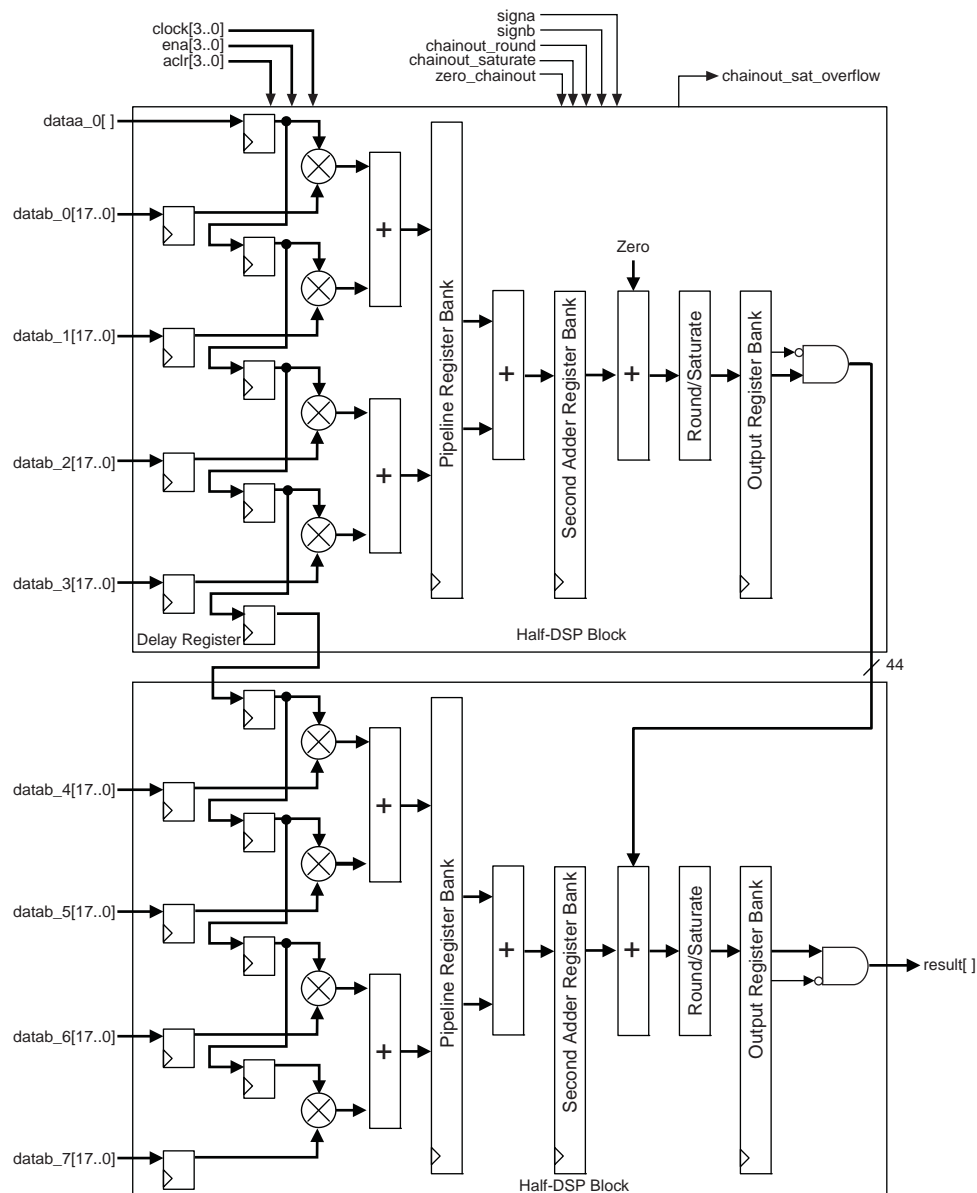 clock[3..0]
ena[3..0]
aclr[3..0]
signa
signb
chainout_round
chainout_saturate
zero_chainout
chainout_sat_overflow
dataa_0[ ]
datab_0[17..0]
datab_1[17..0]
datab_2[17..0]
datab_3[17..0]
+
+
Pipeline Register Bank
+
Second Adder Register Bank
Zero
+
Round/Saturate
Output Register Bank
Delay Register
Half-DSP Block
44
datab_4[17..0]
datab_5[17..0]
datab_6[17..0]
datab_7[17..0]
+
+
Pipeline Register Bank
+
Second Adder Register Bank
+
Round/Saturate
Output Register Bank
result[ ]
Half-DSP Block